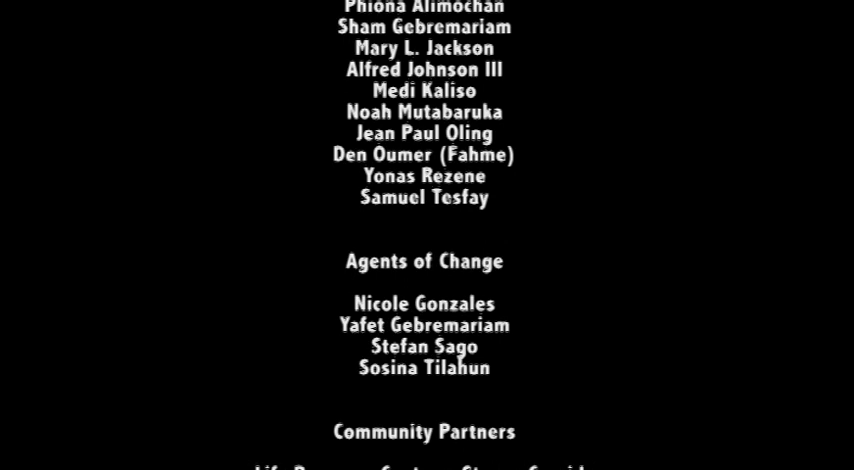 Phiona Alimochan
Sham Gebremariam
Mary L. Jackson
Alfred Johnson III
Medi Kaliso
Noah Mutabaruka
Jean Paul Oling
Den Oumer (Fahme)
Yonas Rezene
Samuel Tesfay
Agents of Change
Nicole Gonzales
Yafet Gebremariam
Stefan Sago
Sosina Tilahun
Community Partners